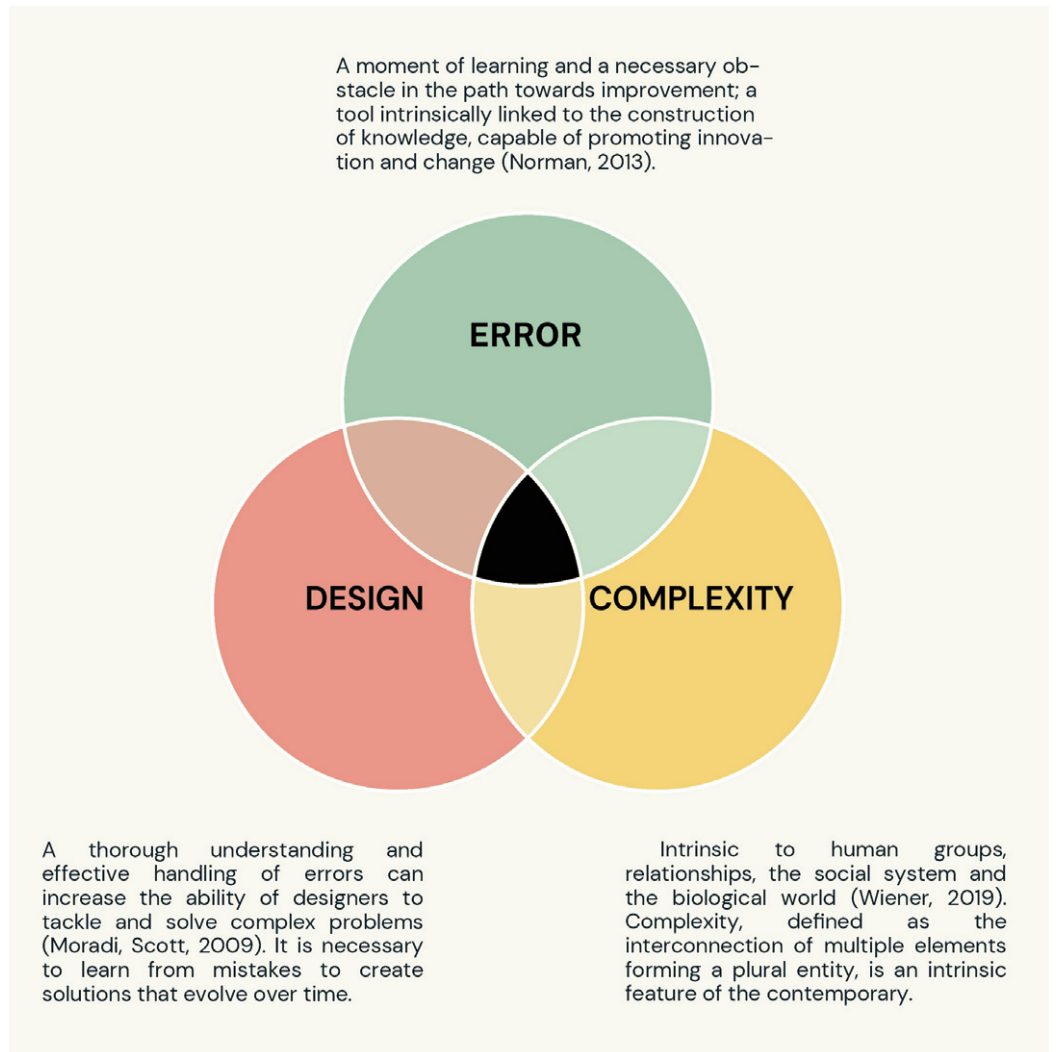 A moment of learning and a necessary ob-
stacle in the path towards improvement; a
tool intrinsically linked to the construction
of knowledge, capable of promoting innova-
tion and change (Norman, 2013).
ERROR
DESIGN
COMPLEXITY
A thorough understanding and
effective handling of errors can
increase the ability of designers to
tackle and solve complex problems
(Moradi, Scott, 2009). It is necessary
to learn from mistakes to create
solutions that evolve over time.
Intrinsic to human groups,
relationships, the social system and
the biological world (Wiener, 2019).
Complexity, defined as the
interconnection of multiple elements
forming a plural entity, is an intrinsic
feature of the contemporary.